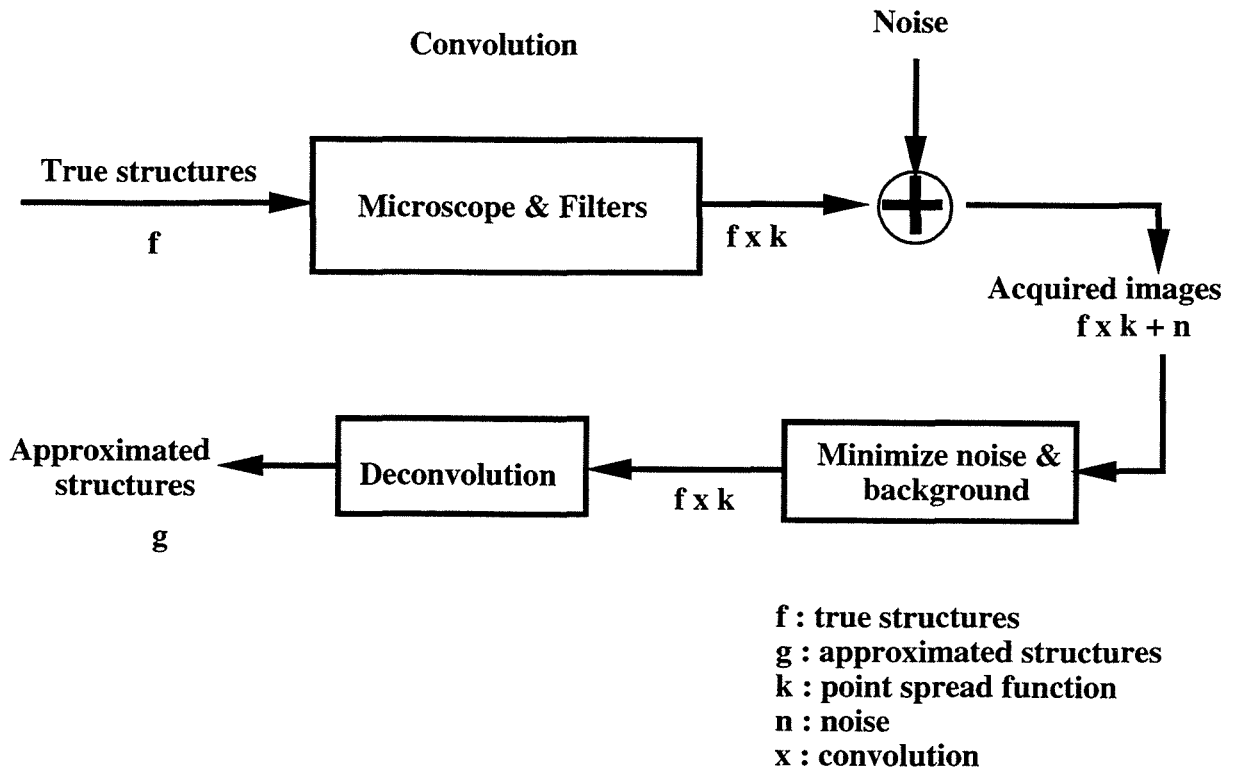 Convolution
Noise
True structures
f
Microscope & Filters
f x k
Acquired images
f x k + n
Minimize noise &
background
f x k
Deconvolution
Approximated
structures
g
f : true structures
g : approximated structures
k : point spread function
n : noise
x : convolution